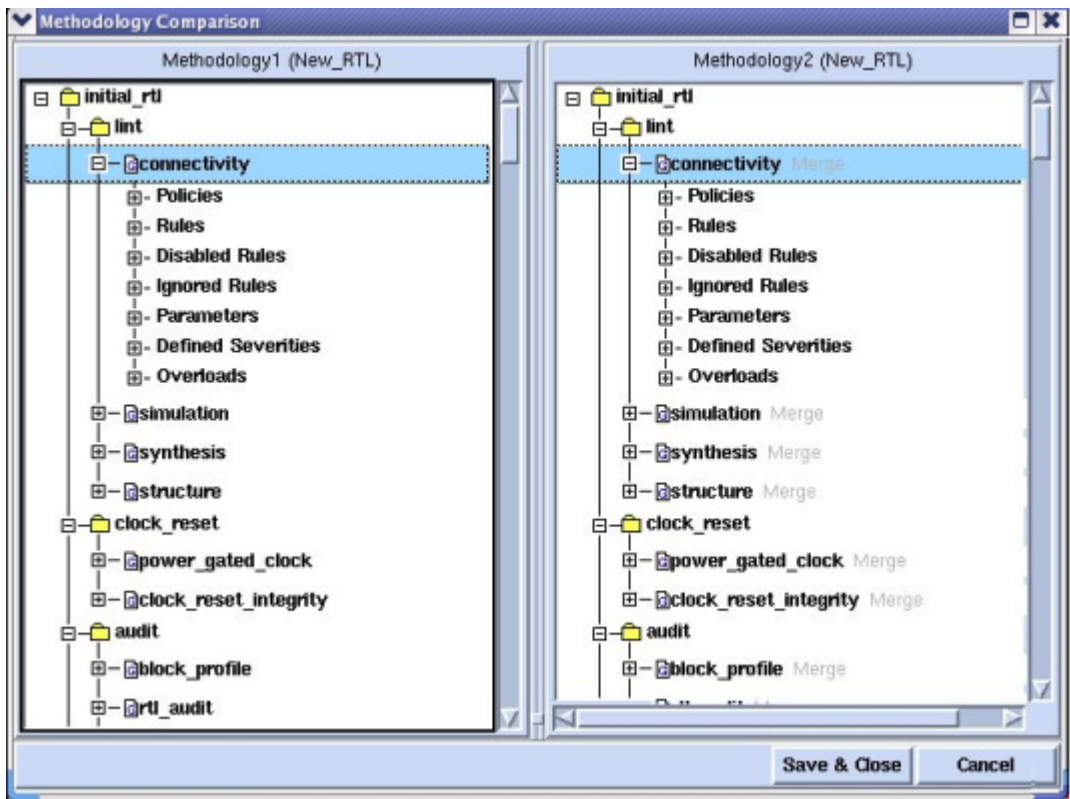 Methodology Comparison
Methodology1 (New_RTL)
initial_rtl
lint
connectivity
Policies
Rules
Disabled Rules
Ignored Rules
Parameters
Defined Severities
Overloads
simulation
synthesis
structure
clock_reset
power_gated_clock
clock_reset_integrity
audit
block_profile
rtl_audit
Methodology2 (New_RTL)
initial_rtl
lint
connectivity Merge
Policies
Rules
Disabled Rules
Ignored Rules
Parameters
Defined Severities
Overloads
simulation Merge
synthesis Merge
structure Merge
clock_reset
power_gated_clock Merge
clock_reset_integrity Merge
audit
block_profile Merge
Save & Close Cancel